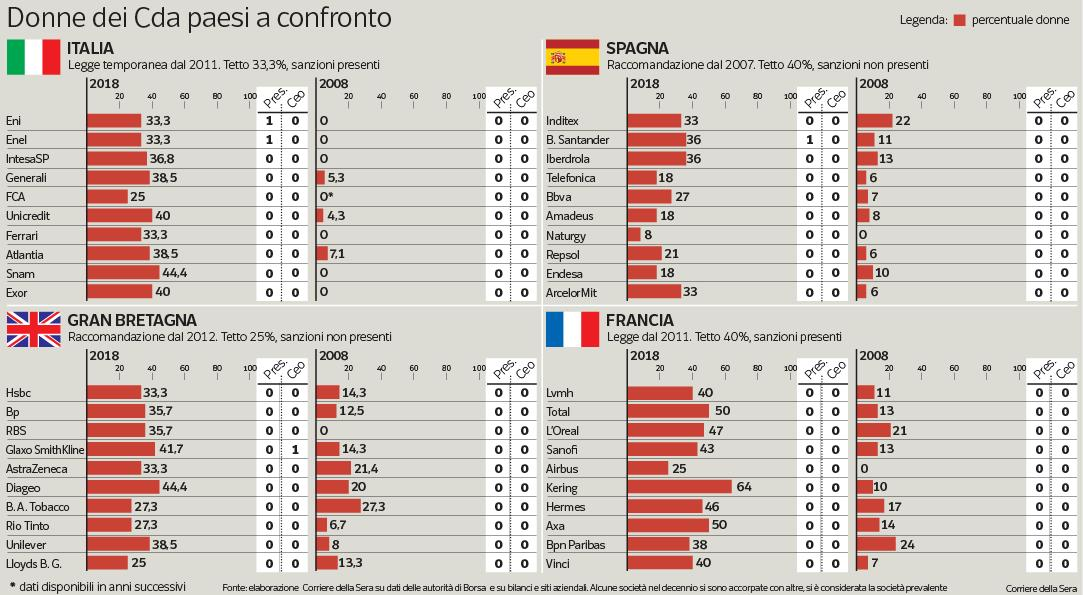 Donne dei Cda paesi a confronto
Legenda: percentuale donne
ITALIA
Legge temporanea dal 2011. Tetto 33,3%, sanzioni presenti
2018 2008
20 40 60 80 100 Pres. Ceo 20 40 60 80 100 Pres. Ceo
Eni 33,3 1 0 0 0 0
Enel 33,3 1 0 0 0 0
IntesaSP 36,8 0 0 0 0 0
Generali 38,5 0 0 5,3 0 0
FCA 25 0 0 0* 0 0
Unicredit 40 0 0 4,3 0 0
Ferrari 33,3 0 0 0 0 0
Atlantia 38,5 0 0 7,1 0 0
Snam 44,4 0 0 0 0 0
Exor 40 0 0 0 0 0
SPAGNA
Raccomandazione dal 2007. Tetto 40%, sanzioni non presenti
2018 2008
20 40 60 80 100 Pres. Ceo 20 40 60 80 100 Pres. Ceo
Inditex 33 0 0 22 0 0
B. Santander 36 1 0 11 0 0
Iberdrola 36 0 0 13 0 0
Telefonica 18 0 0 6 0 0
Bbva 27 0 0 7 0 0
Amadeus 18 0 0 8 0 0
Naturgy 8 0 0 0 0 0
Repsol 21 0 0 6 0 0
Endesa 18 0 0 10 0 0
ArcelorMit 33 0 0 6 0 0
GRAN BRETAGNA
Raccomandazione dal 2012. Tetto 25%, sanzioni non presenti
2018 2008
20 40 60 80 100 Pres. Ceo 20 40 60 80 100 Pres. Ceo
Hsbc 33,3 0 0 14,3 0 0
Bp 35,7 0 0 12,5 0 0
RBS 35,7 0 0 0 0 0
Glaxo SmithKline 41,7 0 1 14,3 0 0
AstraZeneca 33,3 0 0 21,4 0 0
Diageo 44,4 0 0 20 0 0
B. A. Tobacco 27,3 0 0 27,3 0 0
Rio Tinto 27,3 0 0 6,7 0 0
Unilever 38,5 0 0 8 0 0
Lloyds B. G. 25 0 0 13,3 0 0
FRANCIA
Legge dal 2011. Tetto 40%, sanzioni presenti
2018 2008
20 40 60 80 100 Pres. Ceo 20 40 60 80 100 Pres. Ceo
Lvmh 40 0 0 11 0 0
Total 50 0 0 13 0 0
L'Oreal 47 0 0 21 0 0
Sanofi 43 0 0 13 0 0
Airbus 25 0 0 0 0 0
Kering 64 0 0 10 0 0
Hermes 46 0 0 17 0 0
Axa 50 0 0 14 0 0
Bpn Paribas 38 0 0 24 0 0
Vinci 40 0 0 7 0 0
* dati disponibili in anni successivi
Fonte: elaborazione Corriere della Sera su dati delle autorità di Borsa e su bilanci e siti aziendali. Alcune società nel decennio si sono accorpate con altre, si è considerata la società prevalente
Corriere della Sera